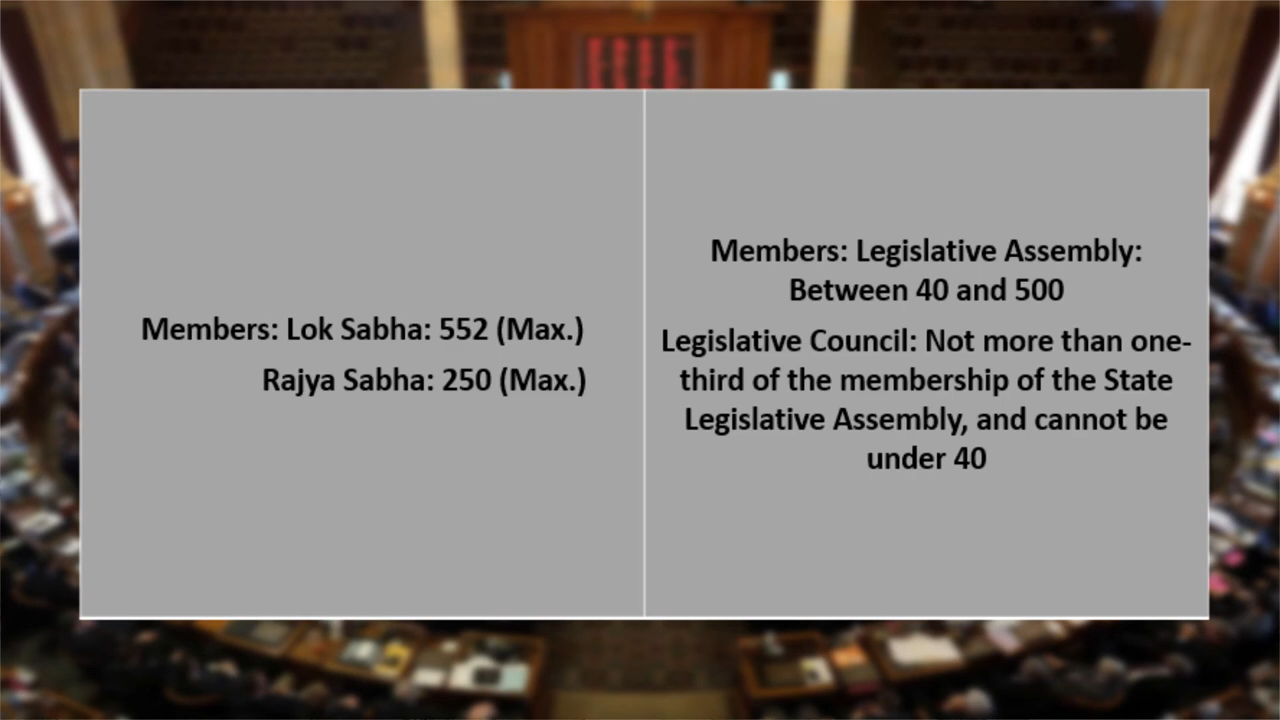 Members: Lok Sabha: 552 (Max.)
Rajya Sabha: 250 (Max.)
Members: Legislative Assembly:
Between 40 and 500
Legislative Council: Not more than one-
third of the membership of the State
Legislative Assembly, and cannot be
under 40